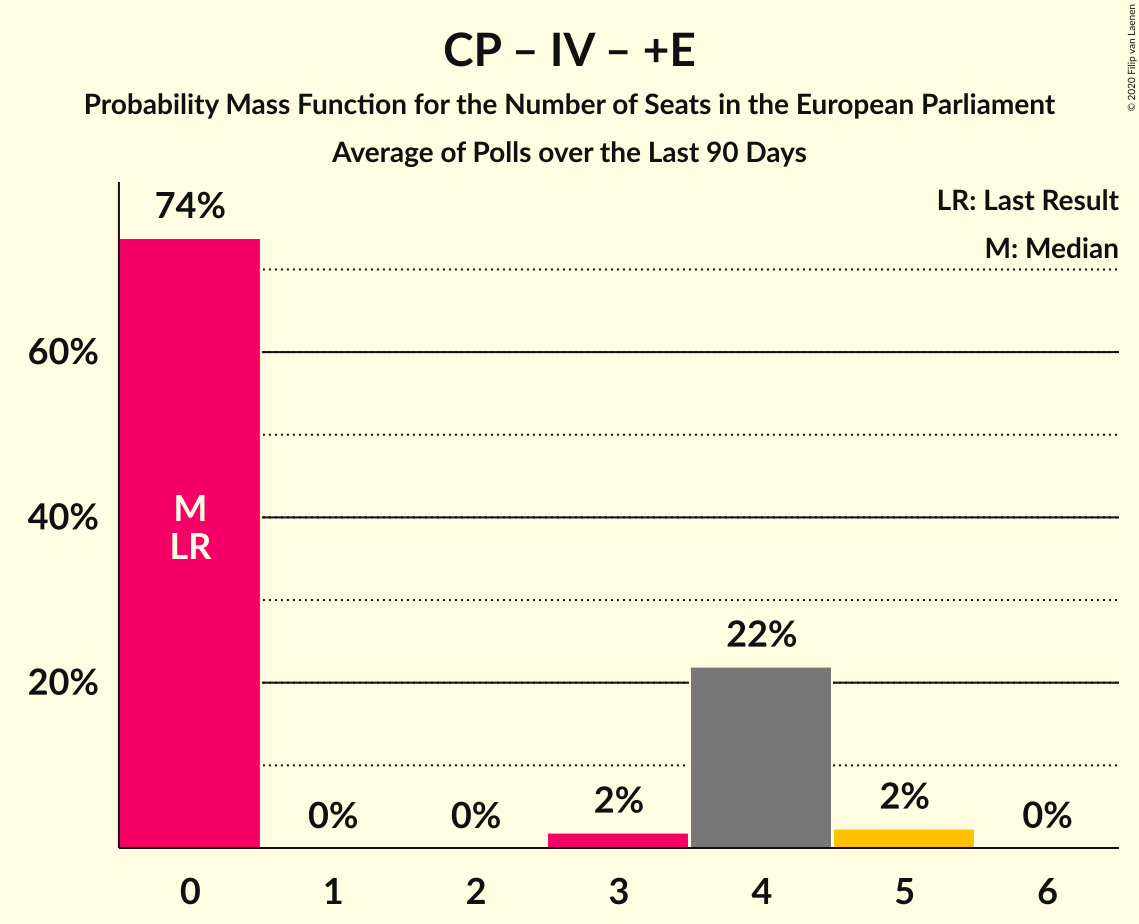 CP – IV – +E
Probability Mass Function for the Number of Seats in the European Parliament
Average of Polls over the Last 90 Days
© 2020 Filip van Laenen
LR: Last Result
M: Median
74%
60%
40%
20%
M
LR
0%
0%
2%
22%
2%
0%
0
1
2
3
4
5
6